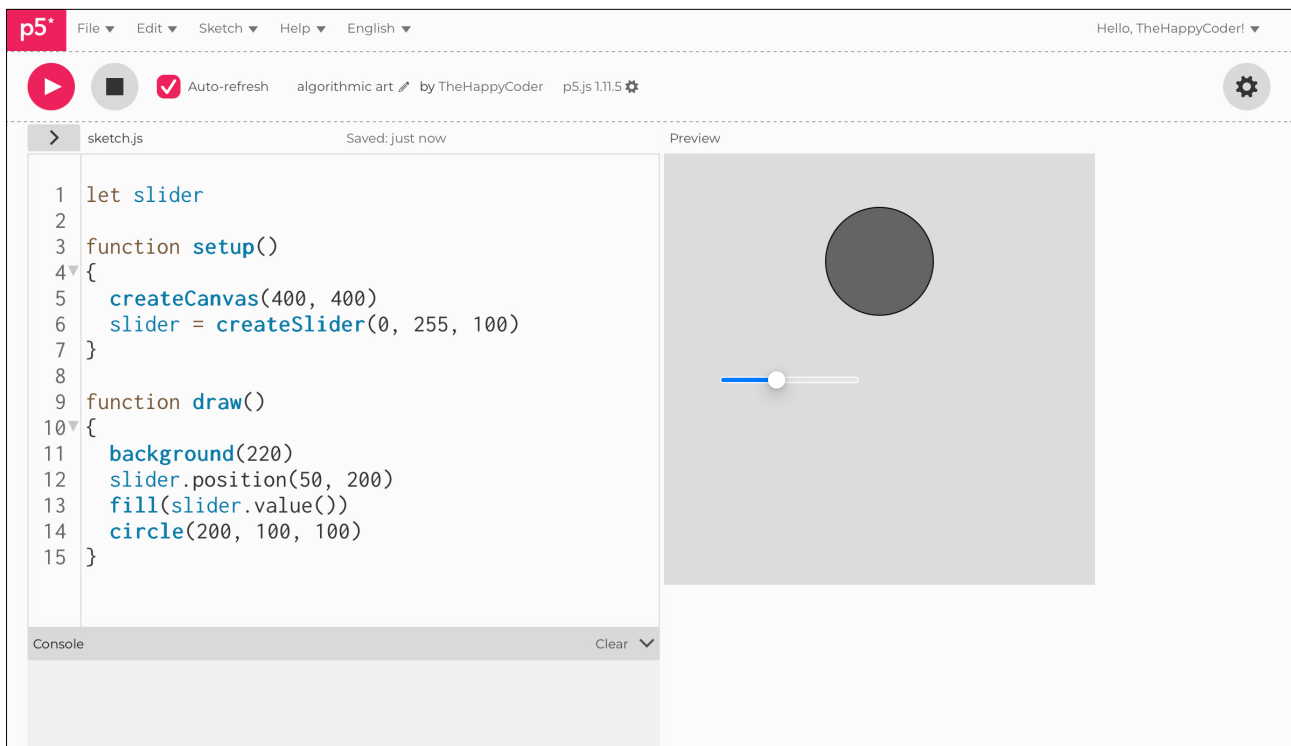 p5* File Edit Sketch Help English Hello, TheHappyCoder!
Auto-refresh algorithmic art by TheHappyCoder p5.js 1.11.5
sketch.js Saved: just now Preview
1 let slider
2
3 function setup()
4 {
5   createCanvas(400, 400)
6   slider = createSlider(0, 255, 100)
7 }
8
9 function draw()
10 {
11   background(220)
12   slider.position(50, 200)
13   fill(slider.value())
14   circle(200, 100, 100)
15 }
Console Clear